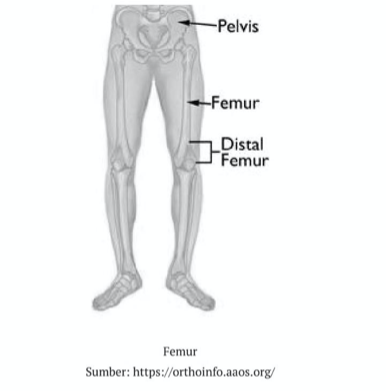 Pelvis
Femur
Distal
Femur
Femur
Sumber: https://orthoinfo.aaos.org/